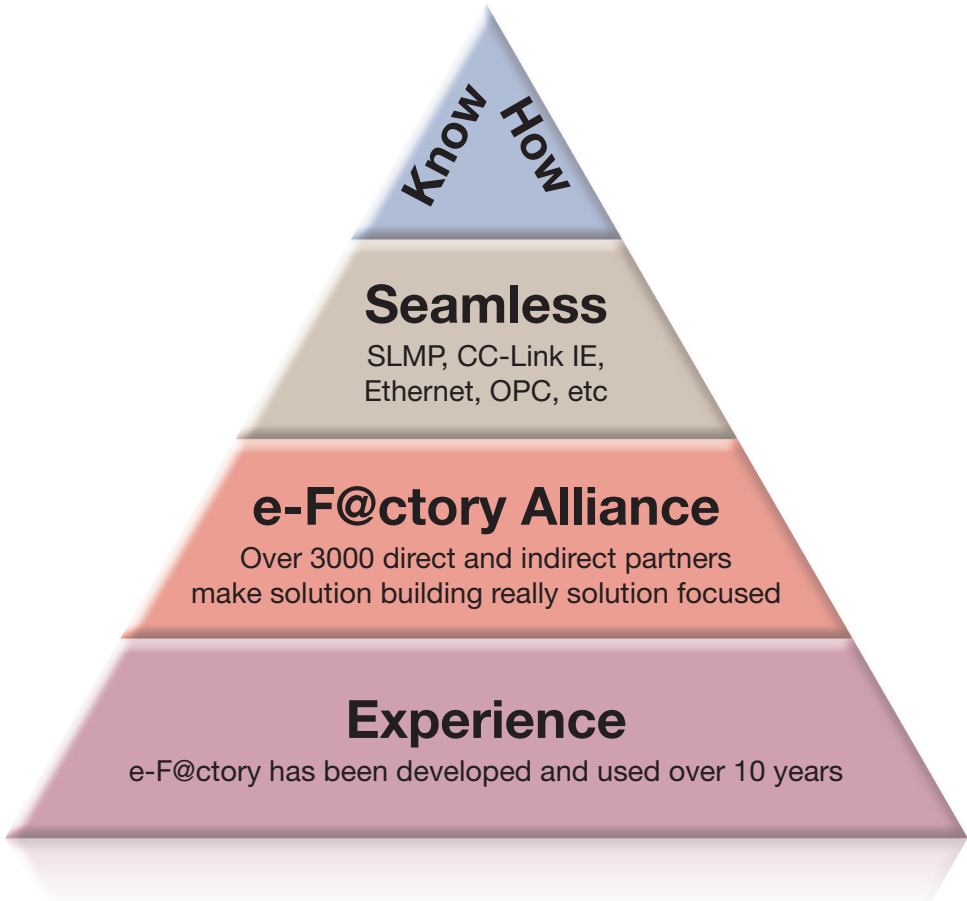 Know How
Seamless
SLMP, CC-Link IE,
Ethernet, OPC, etc
e-F@ctory Alliance
Over 3000 direct and indirect partners
make solution building really solution focused
Experience
e-F@ctory has been developed and used over 10 years